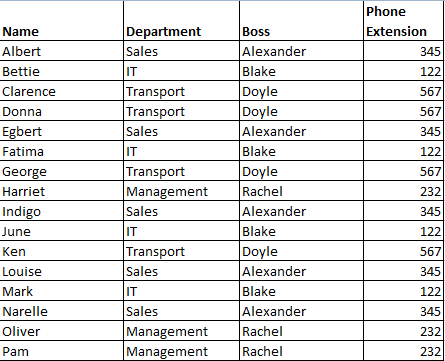 Name Department Boss Phone Extension
Albert Sales Alexander 345
Bettie IT Blake 122
Clarence Transport Doyle 567
Donna Transport Doyle 567
Egbert Sales Alexander 345
Fatima IT Blake 122
George Transport Doyle 567
Harriet Management Rachel 232
Indigo Sales Alexander 345
June IT Blake 122
Ken Transport Doyle 567
Louise Sales Alexander 345
Mark IT Blake 122
Narelle Sales Alexander 345
Oliver Management Rachel 232
Pam Management Rachel 232